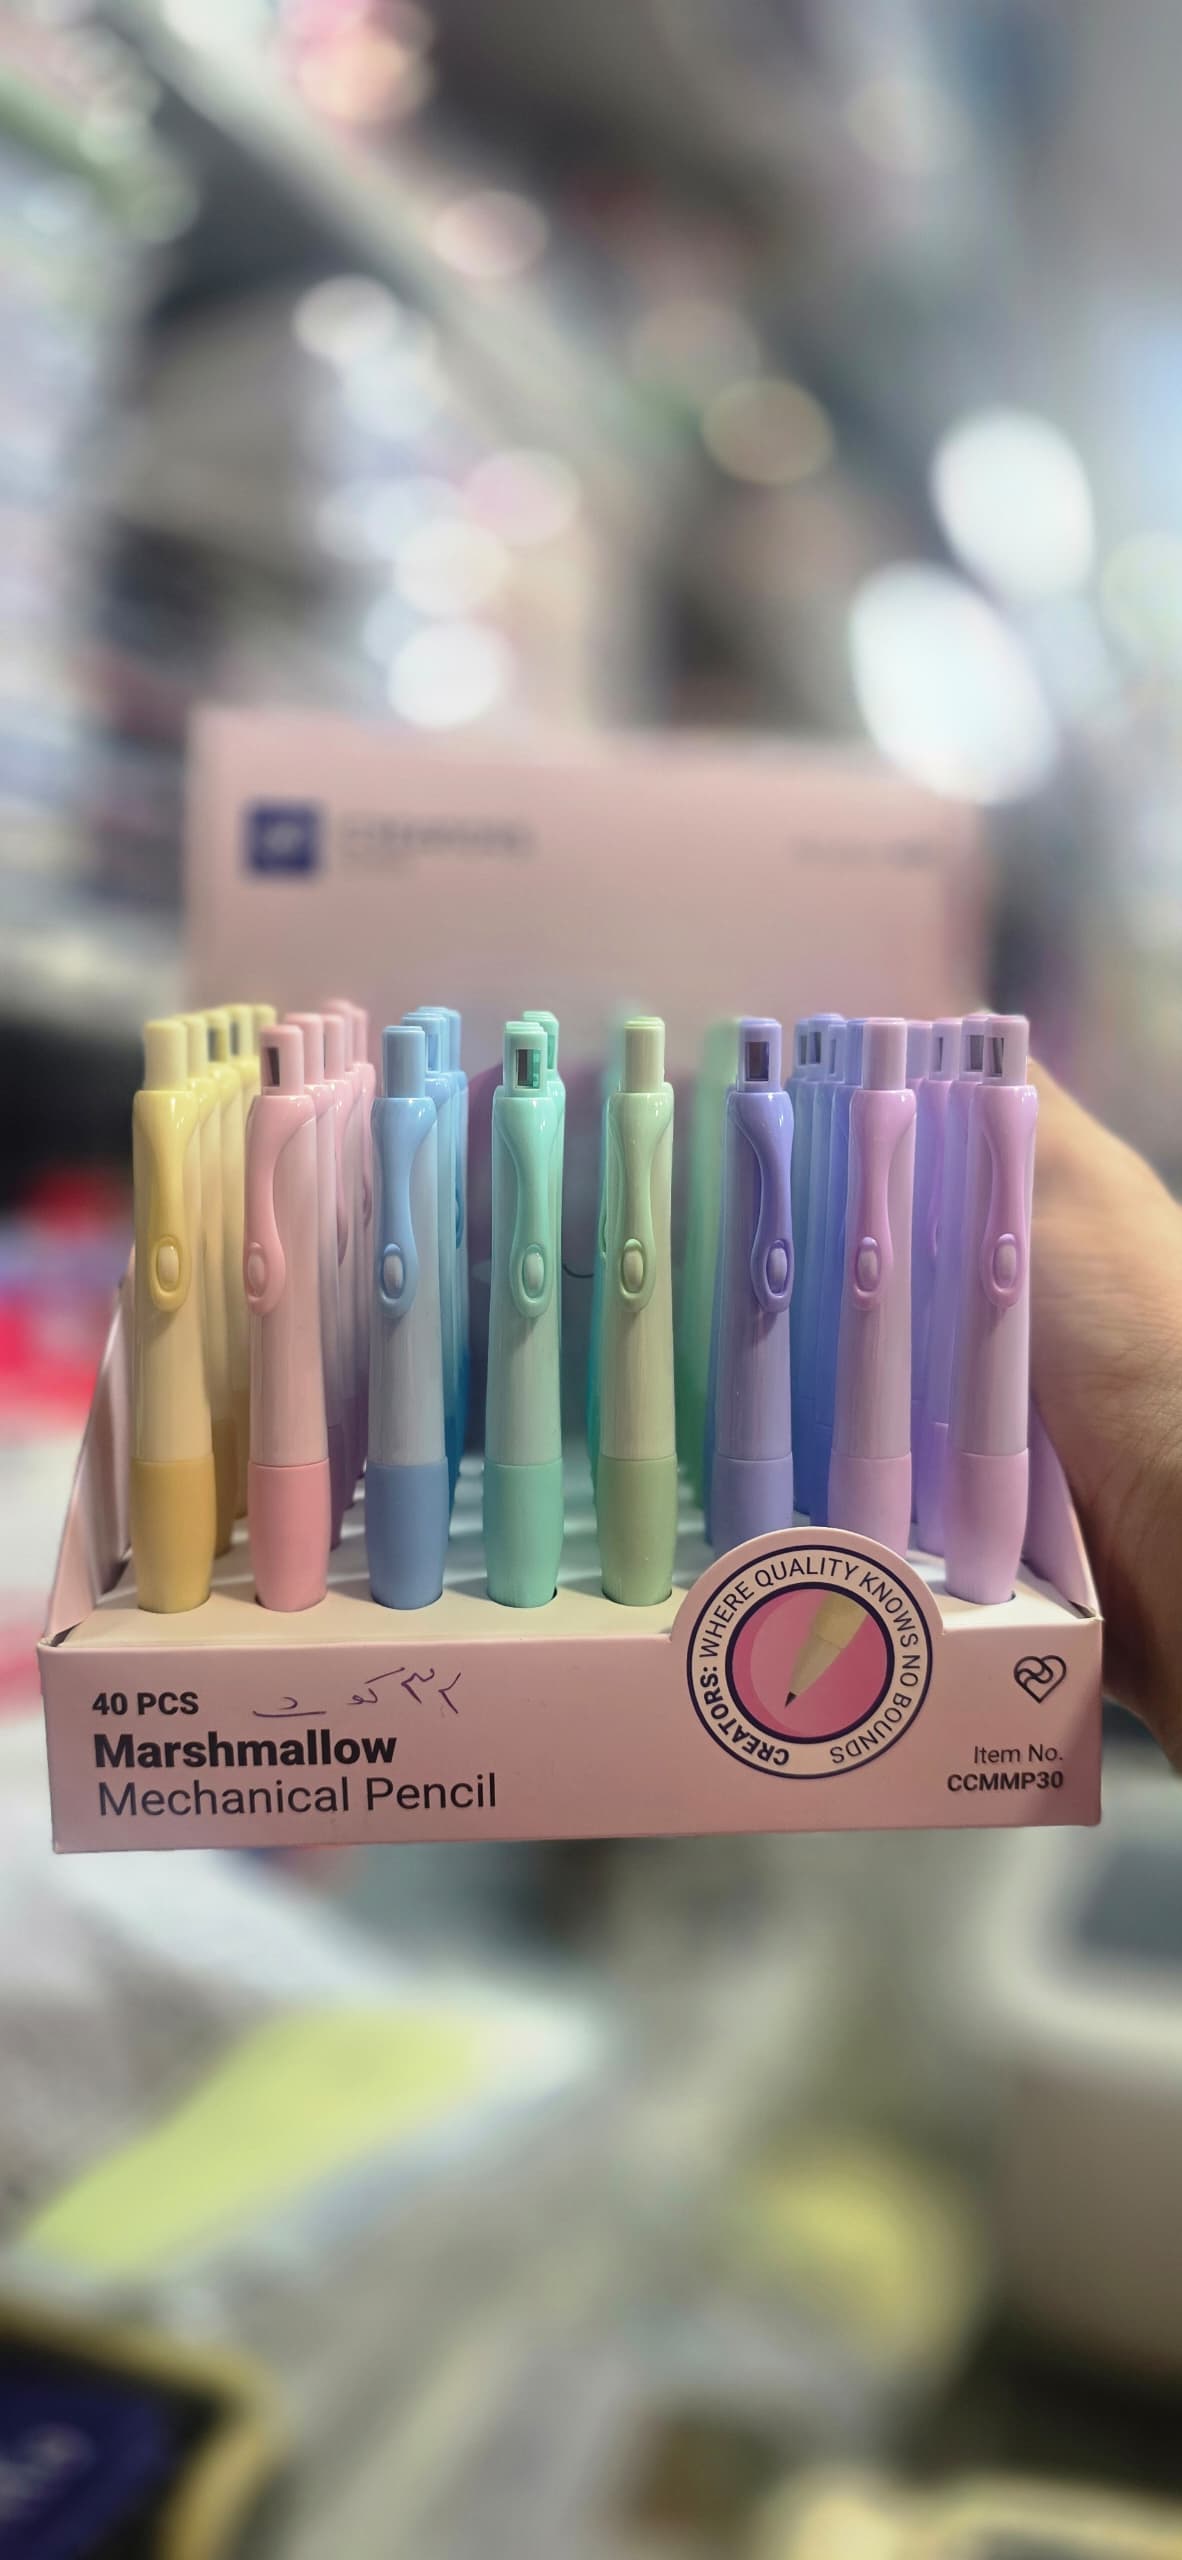 40 PCS
Marshmallow
Mechanical Pencil
CREATORS: WHERE QUALITY KNOWS NO BOUNDS
Item No.
CCMMP30